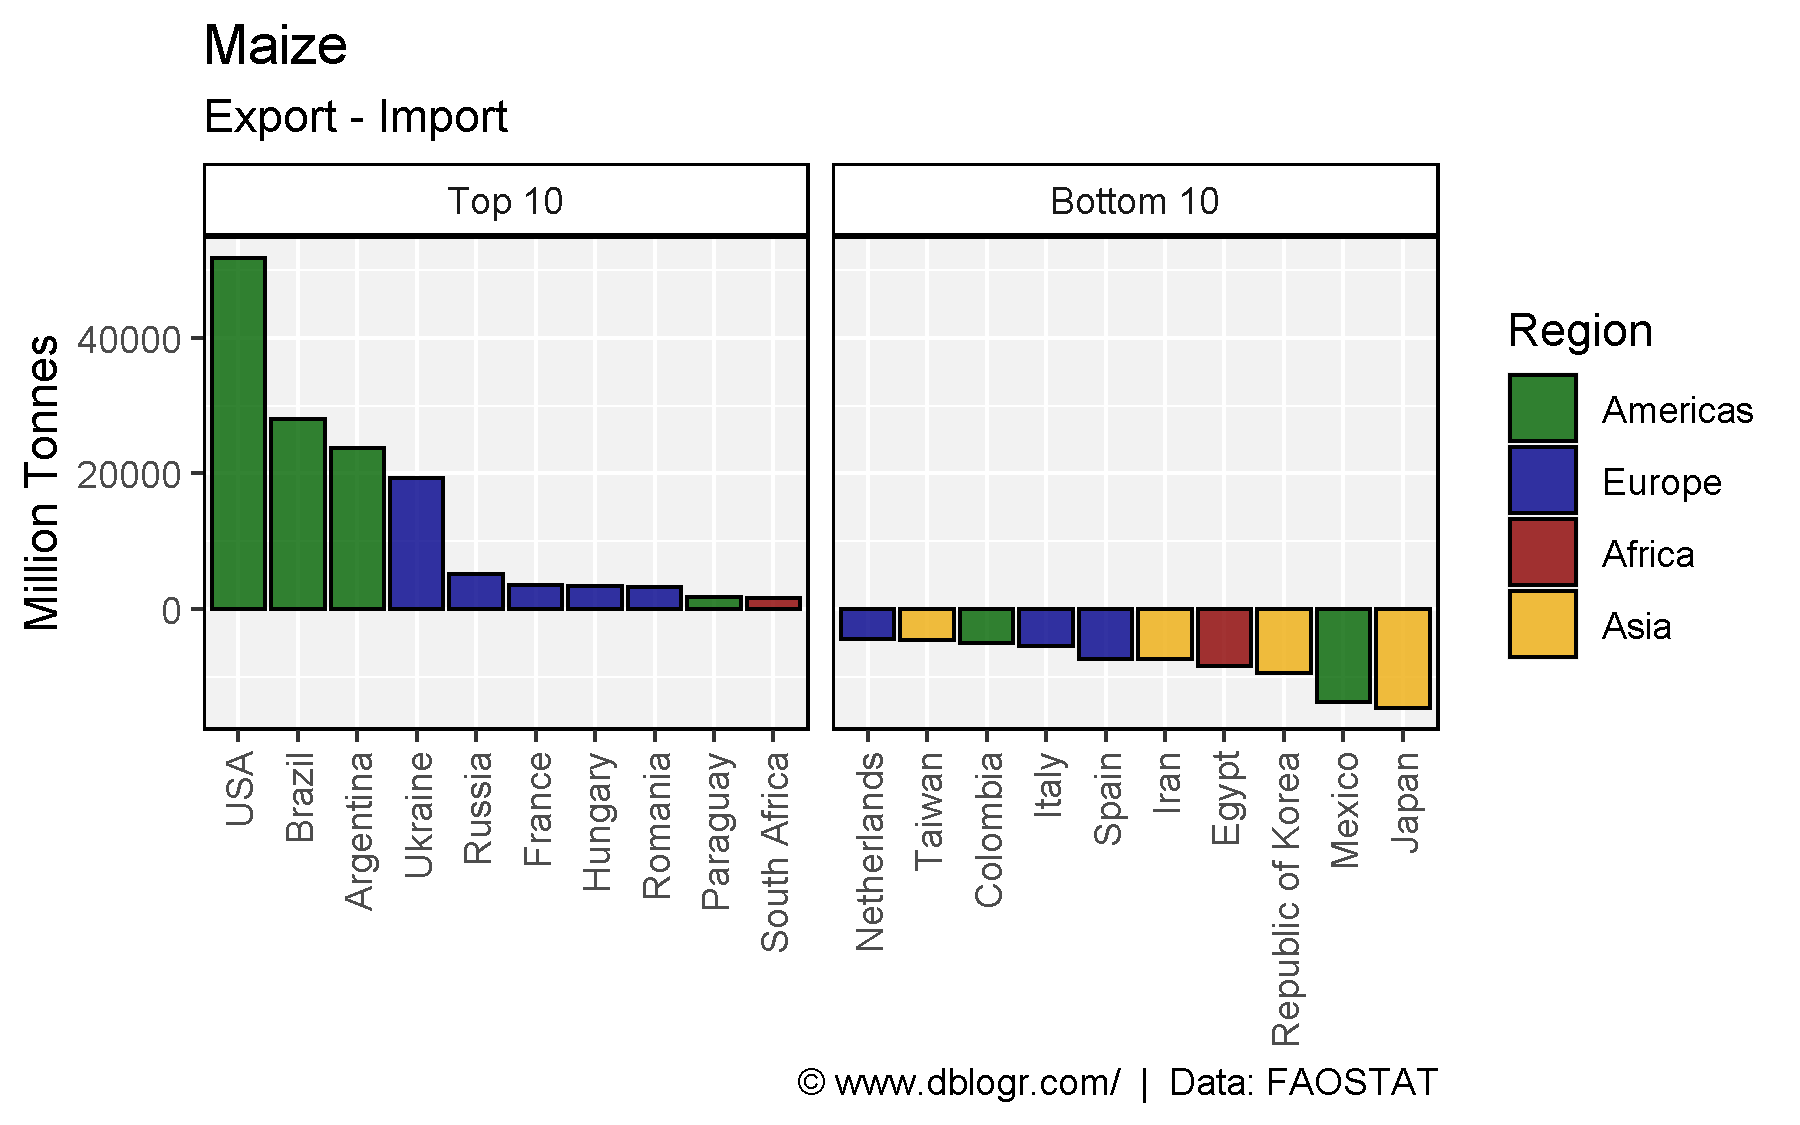 Maize
Export - Import
Top 10
Bottom 10
Million Tonnes
40000
20000
0
USA
Brazil
Argentina
Ukraine
Russia
France
Hungary
Romania
Paraguay
South Africa
Netherlands
Taiwan
Colombia
Italy
Spain
Iran
Egypt
Republic of Korea
Mexico
Japan
Region
Americas
Europe
Africa
Asia
© www.dblogr.com/ | Data: FAOSTAT